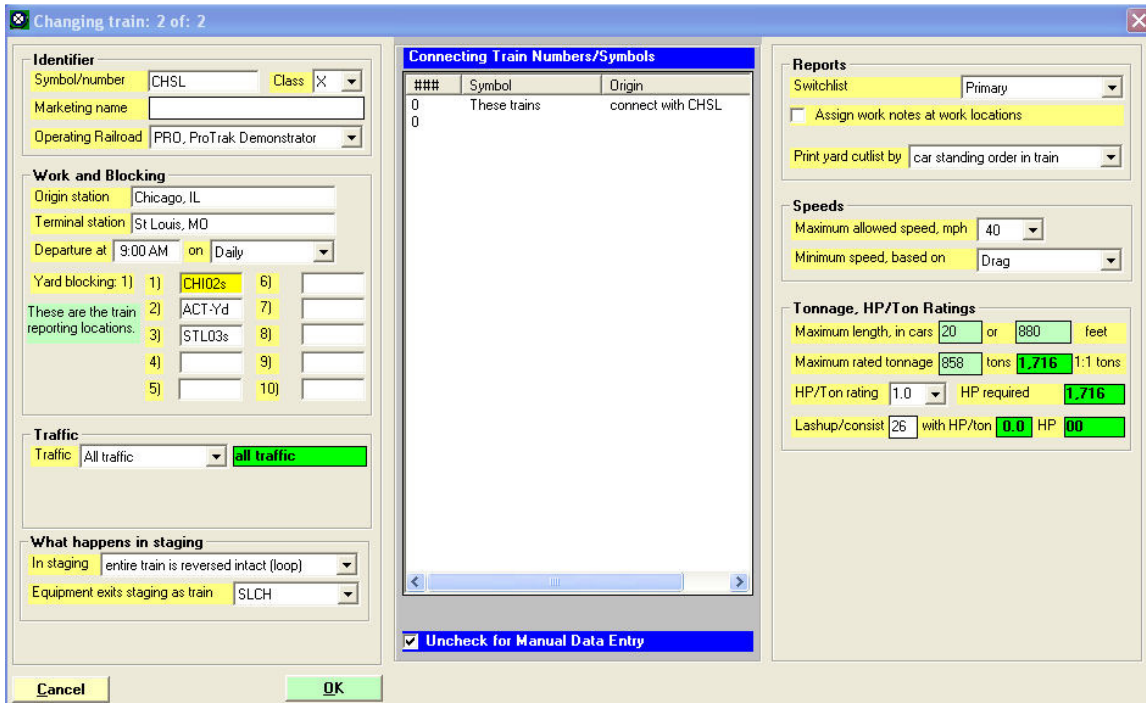 Changing train: 2 of: 2
Identifier
Symbol/number CHSL Class X
Marketing name
Operating Railroad PRO, ProTrak Demonstrator
Work and Blocking
Origin station Chicago, IL
Terminal station St Louis, MO
Departure at 9:00 AM on Daily
Yard blocking: 1) 1) CHI02s 6)
These are the train reporting locations.
2) ACT-Yd 7)
3) STL03s 8)
4) 9)
5) 10)
Traffic
Traffic All traffic all traffic
What happens in staging
In staging entire train is reversed intact (loop)
Equipment exits staging as train SLCH
Cancel OK
Connecting Train Numbers/Symbols
### Symbol Origin
0 These trains connect with CHSL
0
Uncheck for Manual Data Entry
Reports
Switchlist Primary
Assign work notes at work locations
Print yard cutlist by car standing order in train
Speeds
Maximum allowed speed, mph 40
Minimum speed, based on Drag
Tonnage, HP/Ton Ratings
Maximum length, in cars 20 or 880 feet
Maximum rated tonnage 858 tons 1,716 1:1 tons
HP/Ton rating 1.0 HP required 1,716
Lashup/consist 26 with HP/ton 0.0 HP 00